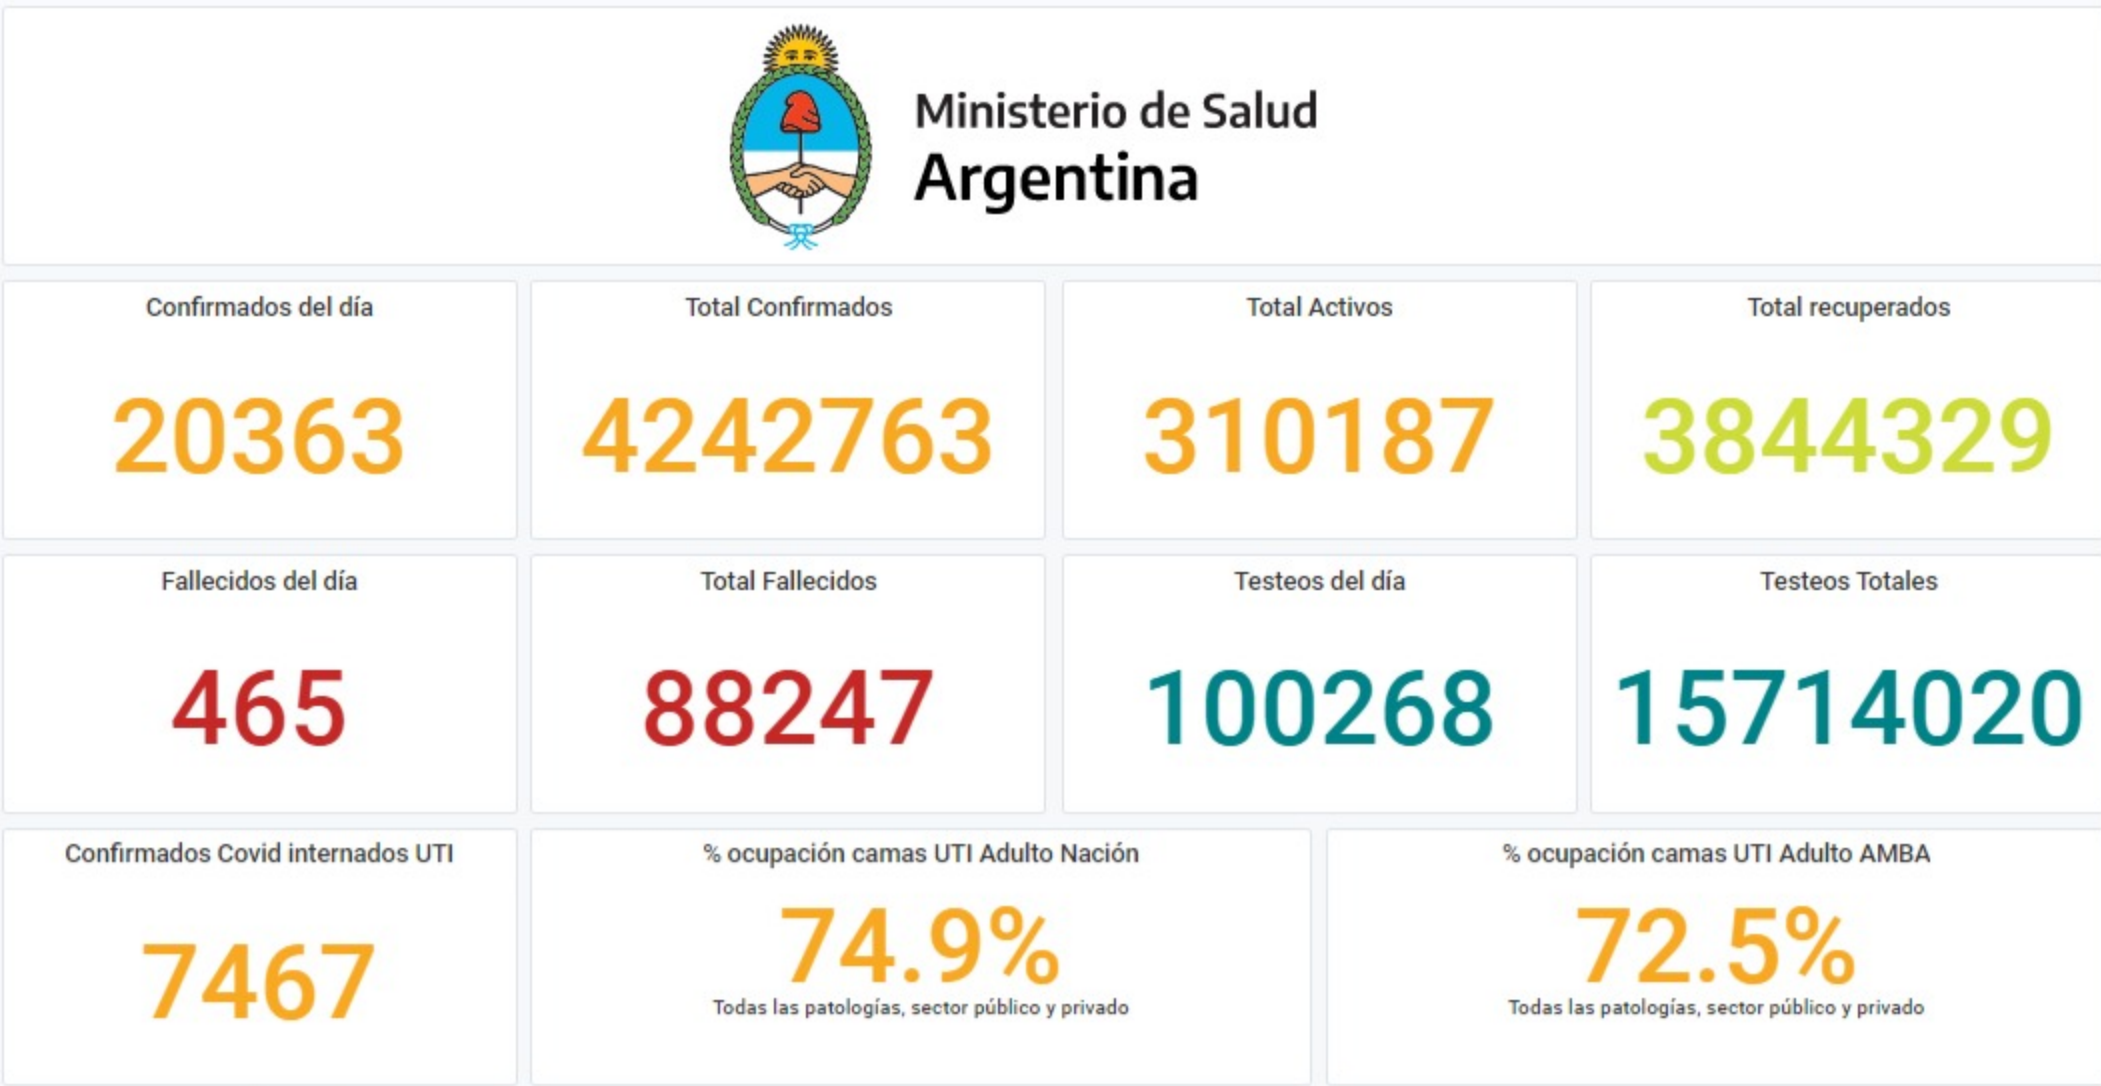 Ministerio de Salud
Argentina
Confirmados del día
20363
Total Confirmados
4242763
Total Activos
310187
Total recuperados
3844329
Fallecidos del día
465
Total Fallecidos
88247
Testeos del día
100268
Testeos Totales
15714020
Confirmados Covid internados UTI
7467
% ocupación camas UTI Adulto Nación
74.9%
Todas las patologías, sector público y privado
% ocupación camas UTI Adulto AMBA
72.5%
Todas las patologías, sector público y privado